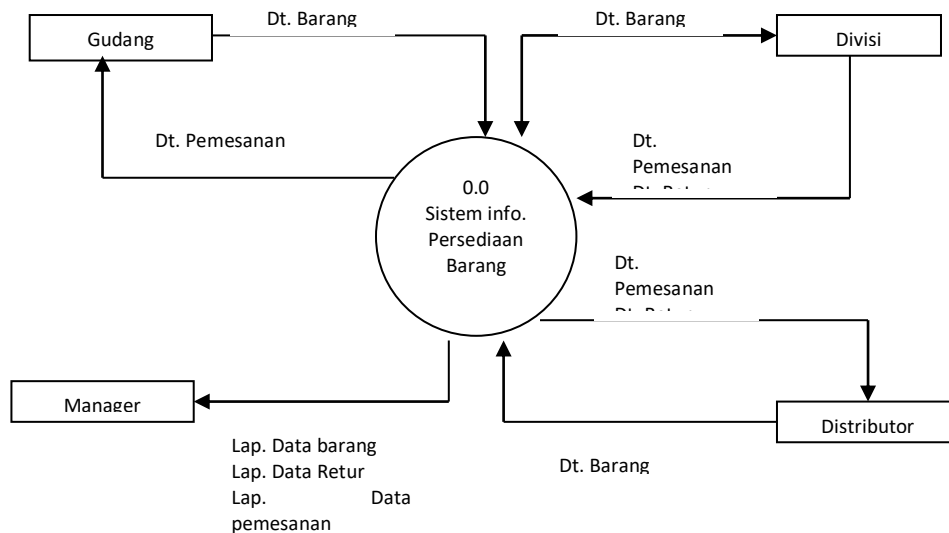 Dt. Barang
Dt. Barang
Gudang
Divisi
Dt. Pemesanan
Dt.
Pemesanan
0.0
Sistem info.
Persediaan
Barang
Dt.
Pemesanan
Manager
Distributor
Lap. Data barang
Lap. Data Retur
Lap. Data
pemesanan
Dt. Barang